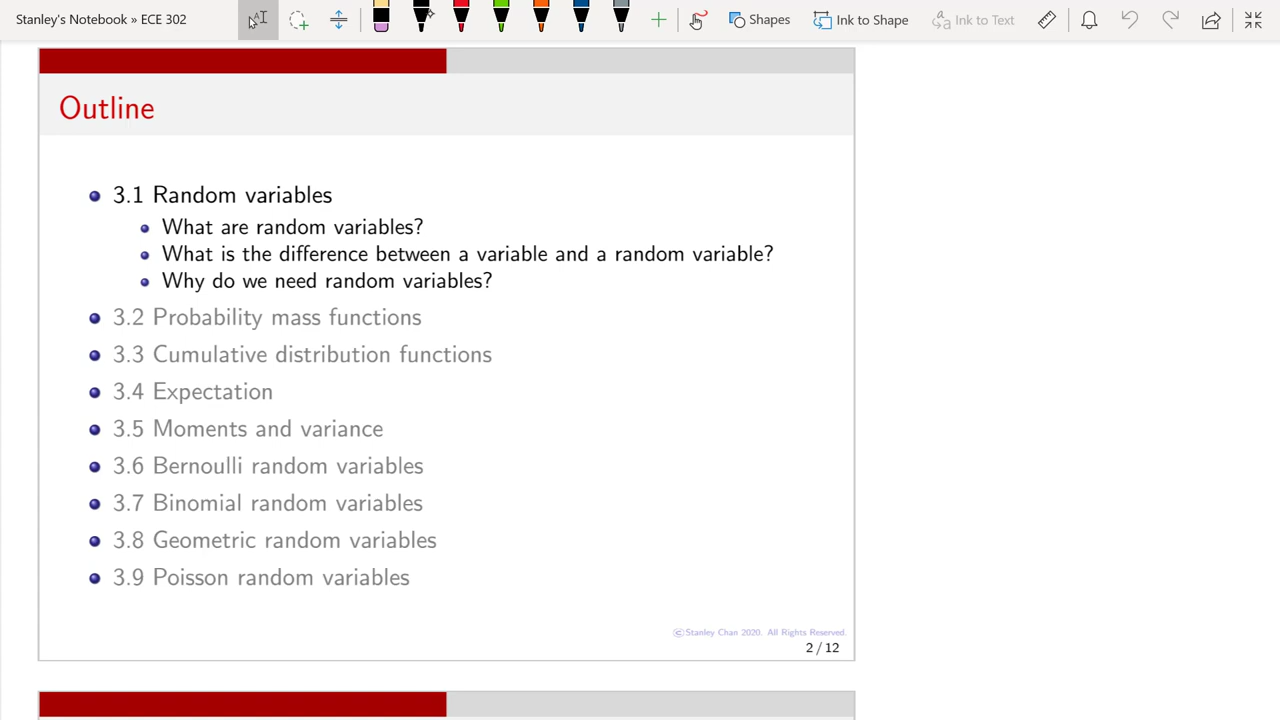 Stanley's Notebook » ECE 302
Shapes
Ink to Shape
Ink to Text
Outline
3.1 Random variables
What are random variables?
What is the difference between a variable and a random variable?
Why do we need random variables?
3.2 Probability mass functions
3.3 Cumulative distribution functions
3.4 Expectation
3.5 Moments and variance
3.6 Bernoulli random variables
3.7 Binomial random variables
3.8 Geometric random variables
3.9 Poisson random variables
©Stanley Chan 2020. All Rights Reserved.
2 / 12